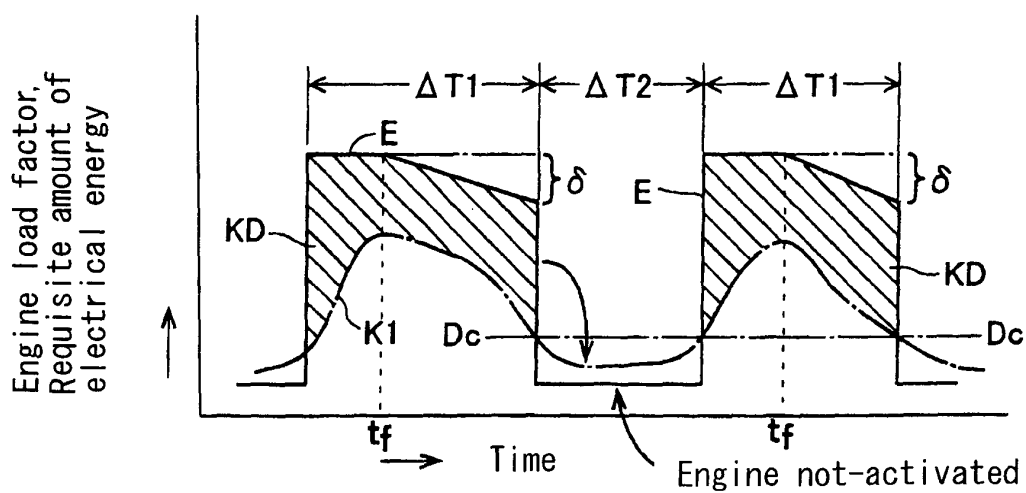 Engine load factor,
Requisite amount of
electrical energy
ΔT1
ΔT2
ΔT1
E
δ
E
δ
KD
KD
K1
Dc
Dc
tf
tf
Time
Engine not-activated